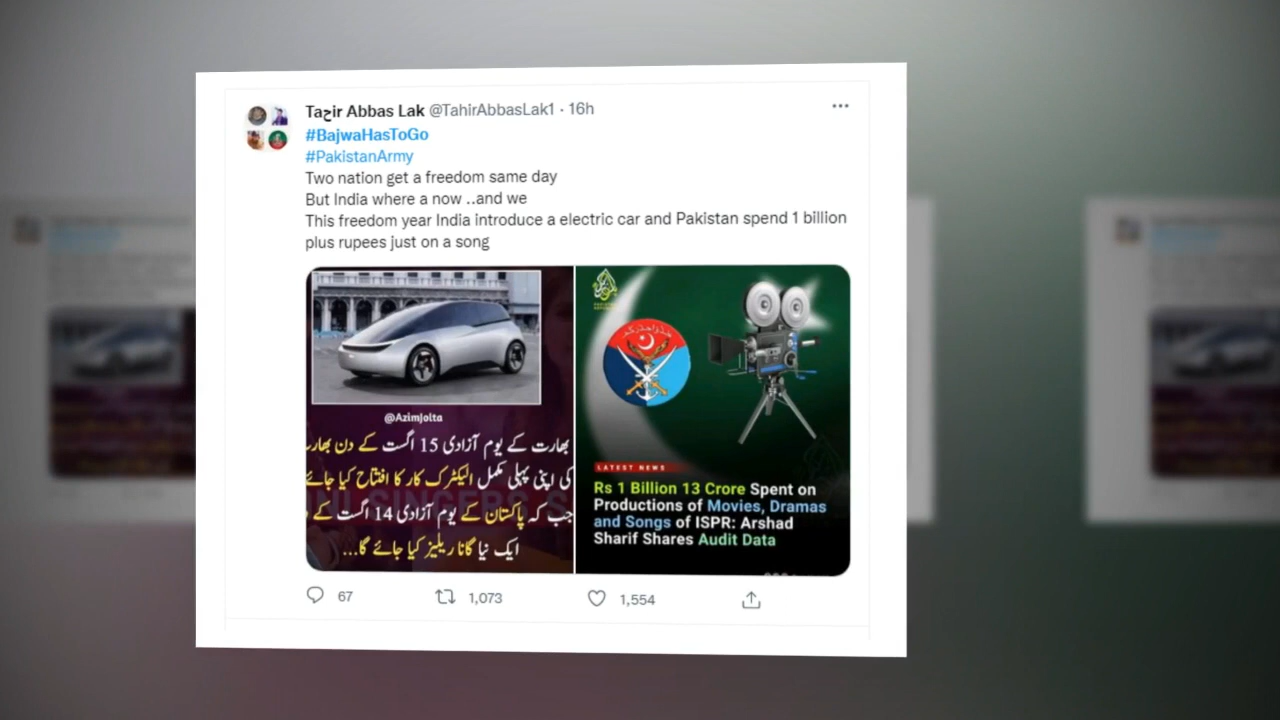 Taحir Abbas Lak @TahirAbbasLak1 · 16h
#BajwaHasToGo
#PakistanArmy
Two nation get a freedom same day
But India where a now ..and we
This freedom year India introduce a electric car and Pakistan spend 1 billion
plus rupees just on a song
@AzimJolta
بھارت کے یوم آزادی 15 اگست کے دن بھار
کی اپنی پہلی مکمل الیکٹرک کار کا افتتاح کیا جائے
جب کہ پاکستان کے یوم آزادی 14 اگست کے
ایک نیا گانا ریلیز کیا جائے گا...
LATEST NEWS
Rs 1 Billion 13 Crore Spent on
Productions of Movies, Dramas
and Songs of ISPR: Arshad
Sharif Shares Audit Data
67 1,073 1,554